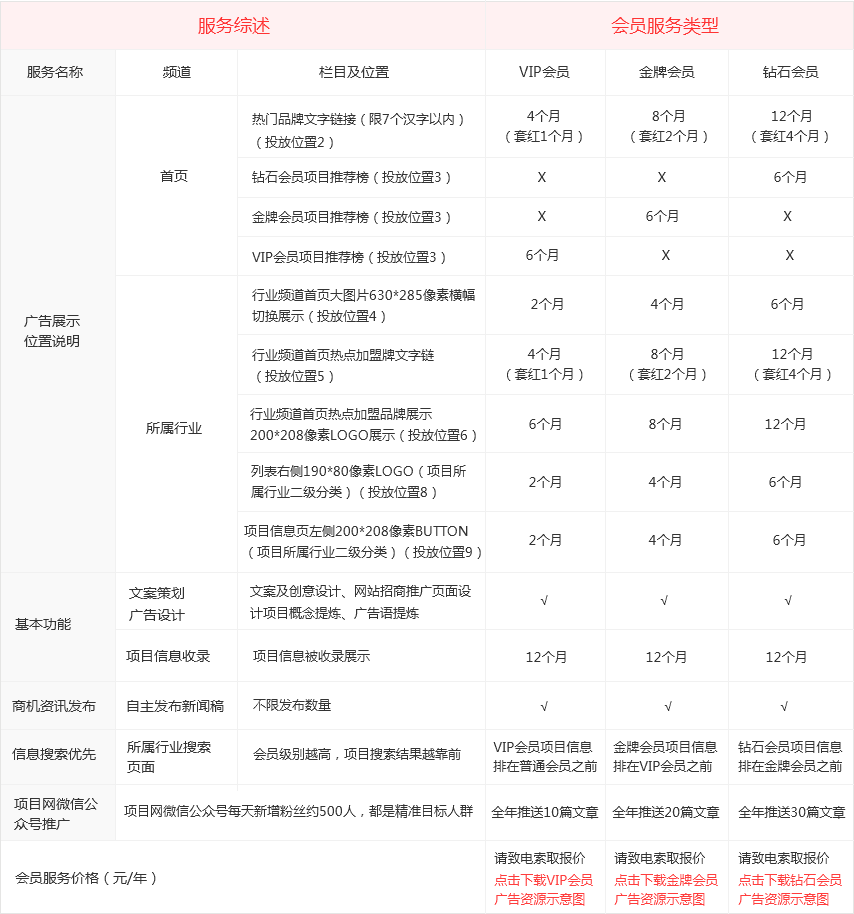 服务综述
会员服务类型
服务名称
频道
栏目及位置
VIP会员
金牌会员
钻石会员
广告展示
位置说明
首页
热门品牌文字链接（限7个汉字以内）
（投放位置2）
4个月
（套红1个月）
8个月
（套红2个月）
12个月
（套红4个月）
钻石会员项目推荐榜（投放位置3）
X
X
6个月
金牌会员项目推荐榜（投放位置3）
X
6个月
X
VIP会员项目推荐榜（投放位置3）
6个月
X
X
所属行业
行业频道首页大图片630*285像素横幅
切换展示（投放位置4）
2个月
4个月
6个月
行业频道首页热点加盟牌文字链
（投放位置5）
4个月
（套红1个月）
8个月
（套红2个月）
12个月
（套红4个月）
行业频道首页热点加盟品牌展示
200*208像素LOGO展示（投放位置6）
6个月
8个月
12个月
列表右侧190*80像素LOGO（项目所
属行业二级分类）（投放位置8）
2个月
4个月
6个月
项目信息页左侧200*208像素BUTTON
（项目所属行业二级分类）（投放位置9）
2个月
4个月
6个月
基本功能
文案策划
广告设计
文案及创意设计、网站招商推广页面设
计项目概念提炼、广告语提炼
√
√
√
项目信息收录
项目信息被收录展示
12个月
12个月
12个月
商机资讯发布
自主发布新闻稿
不限发布数量
√
√
√
信息搜索优先
所属行业搜索
页面
会员级别越高，项目搜索结果越靠前
VIP会员项目信息
排在普通会员之前
金牌会员项目信息
排在VIP会员之前
钻石会员项目信息
排在金牌会员之前
项目网微信公
众号推广
项目网微信公众号每天新增粉丝约500人，都是精准目标人群
全年推送10篇文章
全年推送20篇文章
全年推送30篇文章
会员服务价格（元/年）
请致电索取报价
点击下载VIP会员
广告资源示意图
请致电索取报价
点击下载金牌会员
广告资源示意图
请致电索取报价
点击下载钻石会员
广告资源示意图